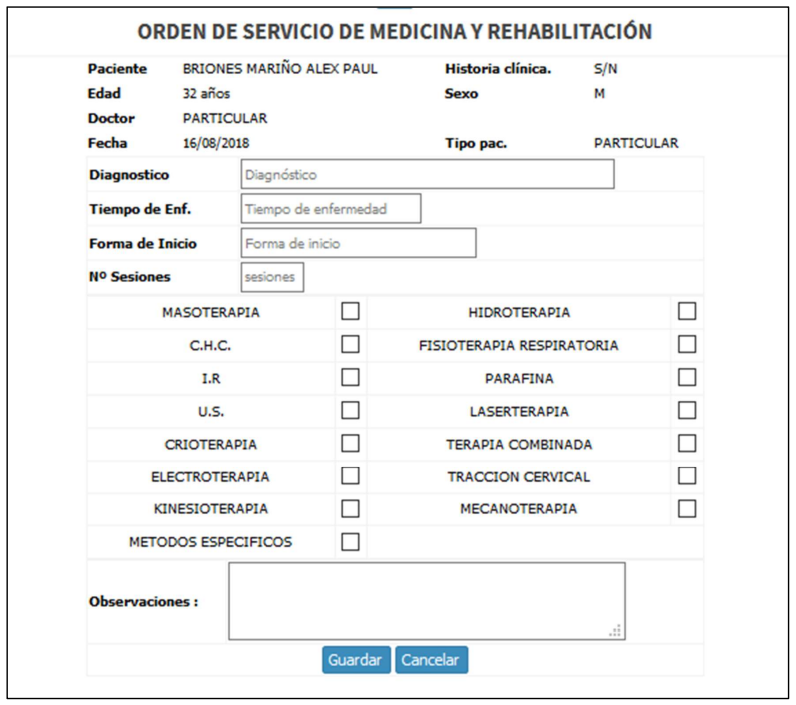 ORDEN DE SERVICIO DE MEDICINA Y REHABILITACIÓN
Paciente BRIONES MARIÑO ALEX PAUL Historia clínica. S/N
Edad 32 años Sexo M
Doctor PARTICULAR
Fecha 16/08/2018 Tipo pac. PARTICULAR
Diagnostico Diagnóstico
Tiempo de Enf. Tiempo de enfermedad
Forma de Inicio Forma de inicio
Nº Sesiones sesiones
MASOTERAPIA HIDROTERAPIA
C.H.C. FISIOTERAPIA RESPIRATORIA
I.R PARAFINA
U.S. LASERTERAPIA
CRIOTERAPIA TERAPIA COMBINADA
ELECTROTERAPIA TRACCION CERVICAL
KINESIOTERAPIA MECANOTERAPIA
METODOS ESPECIFICOS
Observaciones :
Guardar Cancelar